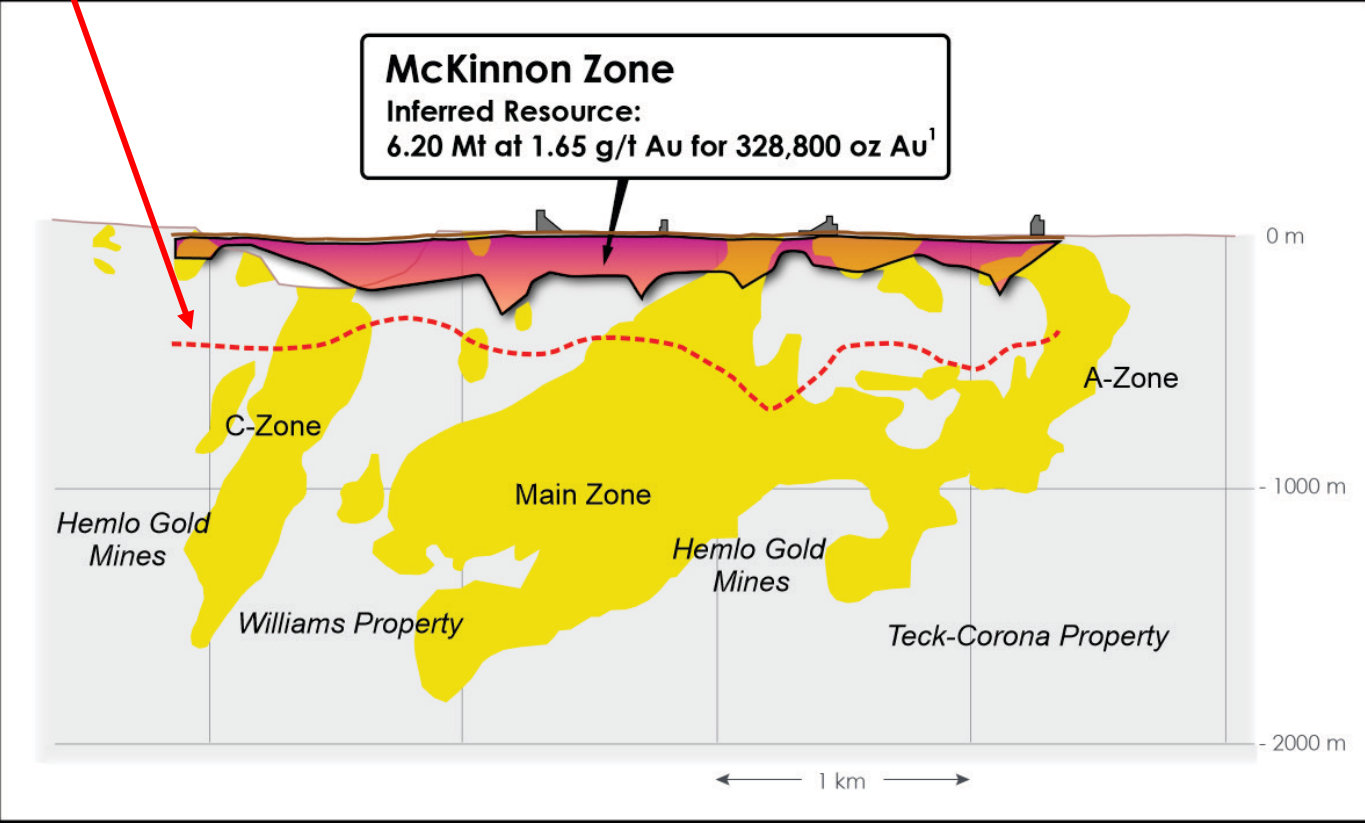 McKinnon Zone
Inferred Resource:
6.20 Mt at 1.65 g/t Au for 328,800 oz Au¹
0 m
A-Zone
C-Zone
Main Zone
- 1000 m
Hemlo Gold
Mines
Hemlo Gold
Mines
Williams Property
Teck-Corona Property
- 2000 m
1 km